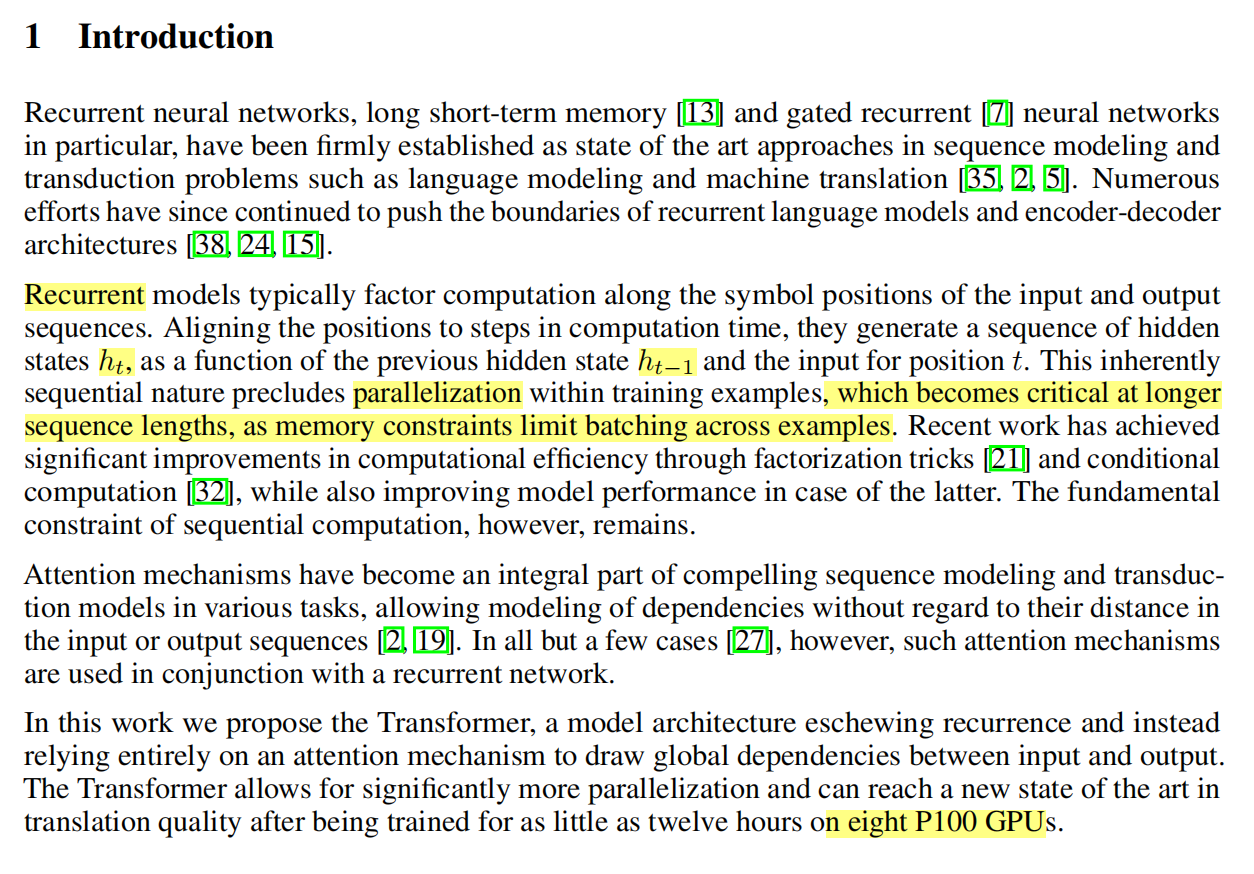 1 Introduction
Recurrent neural networks, long short-term memory [13] and gated recurrent [7] neural networks
in particular, have been firmly established as state of the art approaches in sequence modeling and
transduction problems such as language modeling and machine translation [35, 2, 5]. Numerous
efforts have since continued to push the boundaries of recurrent language models and encoder-decoder
architectures [38, 24, 15].
Recurrent models typically factor computation along the symbol positions of the input and output
sequences. Aligning the positions to steps in computation time, they generate a sequence of hidden
states hₜ, as a function of the previous hidden state hₜ₋₁ and the input for position t. This inherently
sequential nature precludes parallelization within training examples, which becomes critical at longer
sequence lengths, as memory constraints limit batching across examples. Recent work has achieved
significant improvements in computational efficiency through factorization tricks [21] and conditional
computation [32], while also improving model performance in case of the latter. The fundamental
constraint of sequential computation, however, remains.
Attention mechanisms have become an integral part of compelling sequence modeling and transduc-
tion models in various tasks, allowing modeling of dependencies without regard to their distance in
the input or output sequences [2, 19]. In all but a few cases [27], however, such attention mechanisms
are used in conjunction with a recurrent network.
In this work we propose the Transformer, a model architecture eschewing recurrence and instead
relying entirely on an attention mechanism to draw global dependencies between input and output.
The Transformer allows for significantly more parallelization and can reach a new state of the art in
translation quality after being trained for as little as twelve hours on eight P100 GPUs.